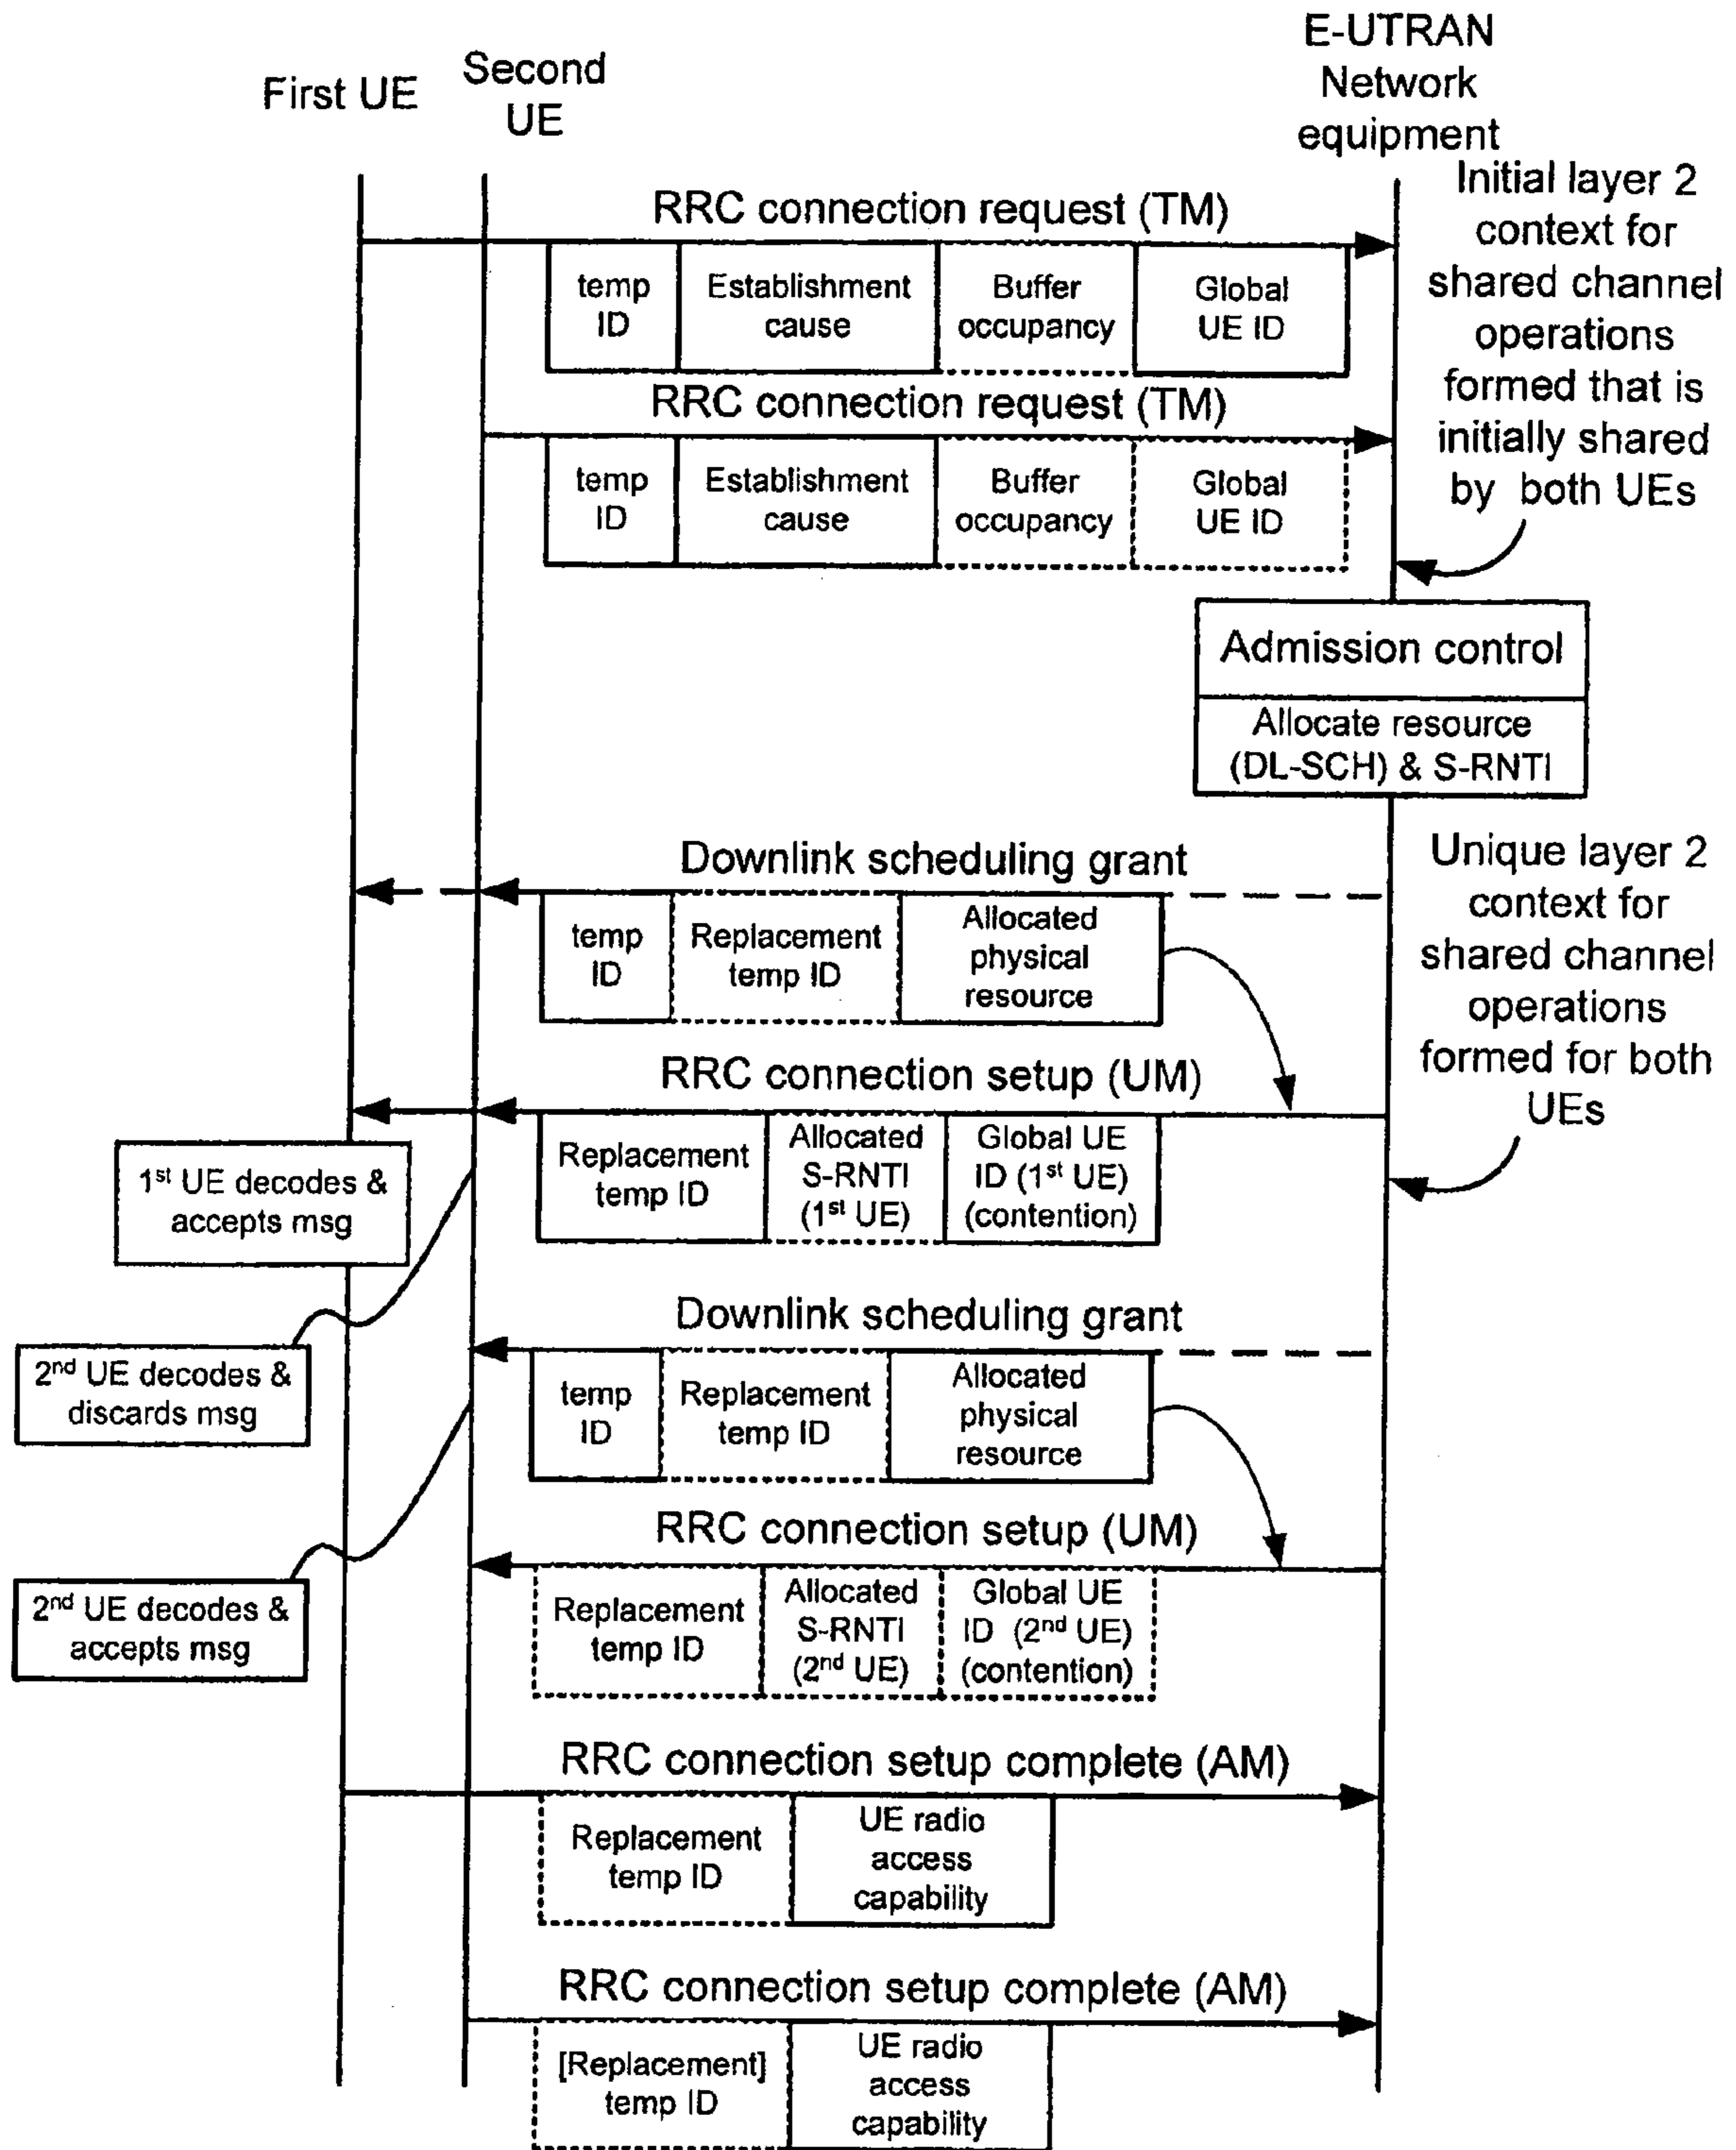 First UE
Second
UE
E-UTRAN
Network
equipment
Initial layer 2
context for
shared channel
operations
formed that is
initially shared
by both UEs
RRC connection request (TM)
temp
ID
Establishment
cause
Buffer
occupancy
Global
UE ID
RRC connection request (TM)
temp
ID
Establishment
cause
Buffer
occupancy
Global
UE ID
Admission control
Allocate resource
(DL-SCH) & S-RNTI
Downlink scheduling grant
temp
ID
Replacement
temp ID
Allocated
physical
resource
Unique layer 2
context for
shared channel
operations
formed for both
UEs
RRC connection setup (UM)
Replacement
temp ID
Allocated
S-RNTI
(1st UE)
Global UE
ID (1st UE)
(contention)
1st UE decodes &
accepts msg
2nd UE decodes &
discards msg
Downlink scheduling grant
temp
ID
Replacement
temp ID
Allocated
physical
resource
RRC connection setup (UM)
Replacement
temp ID
Allocated
S-RNTI
(2nd UE)
Global UE
ID (2nd UE)
(contention)
2nd UE decodes &
accepts msg
RRC connection setup complete (AM)
Replacement
temp ID
UE radio
access
capability
RRC connection setup complete (AM)
[Replacement]
temp ID
UE radio
access
capability